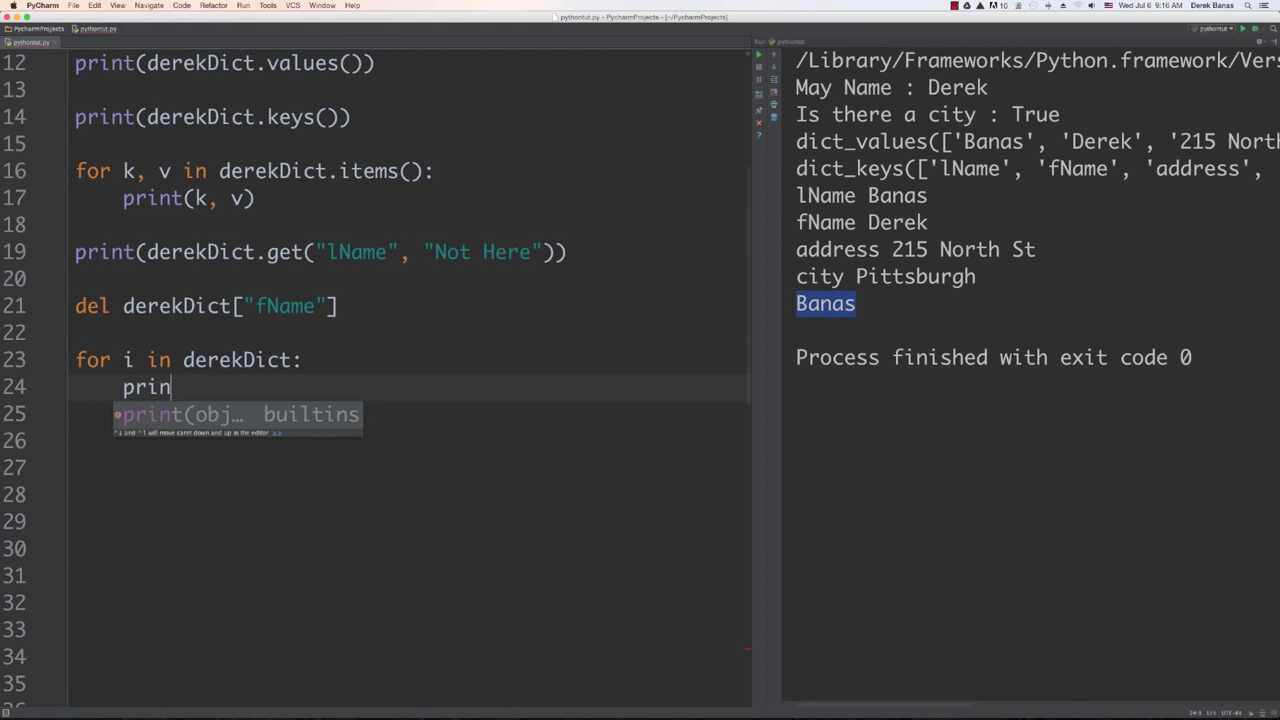 PyCharm File Edit View Navigate Code Refactor Run Tools VCS Window Help
10 Wed Jul 6 9:16 AM Derek Banas
pythontut.py - PycharmProjects - [~/PycharmProjects]
PycharmProjects pythontut.py
pythontut
pythontut.py
Run pythontut
12 print(derekDict.values())
13
14 print(derekDict.keys())
15
16 for k, v in derekDict.items():
17 print(k, v)
18
19 print(derekDict.get("lName", "Not Here"))
20
21 del derekDict["fName"]
22
23 for i in derekDict:
24 prin
25 print(obj… builtins
^↓ and ^↑ will move caret down and up in the editor >>
26
27
28
29
30
31
32
33
34
35
/Library/Frameworks/Python.framework/Vers
May Name : Derek
Is there a city : True
dict_values(['Banas', 'Derek', '215 North
dict_keys(['lName', 'fName', 'address',
lName Banas
fName Derek
address 215 North St
city Pittsburgh
Banas
Process finished with exit code 0
24:9 LF≑ UTF-8≑